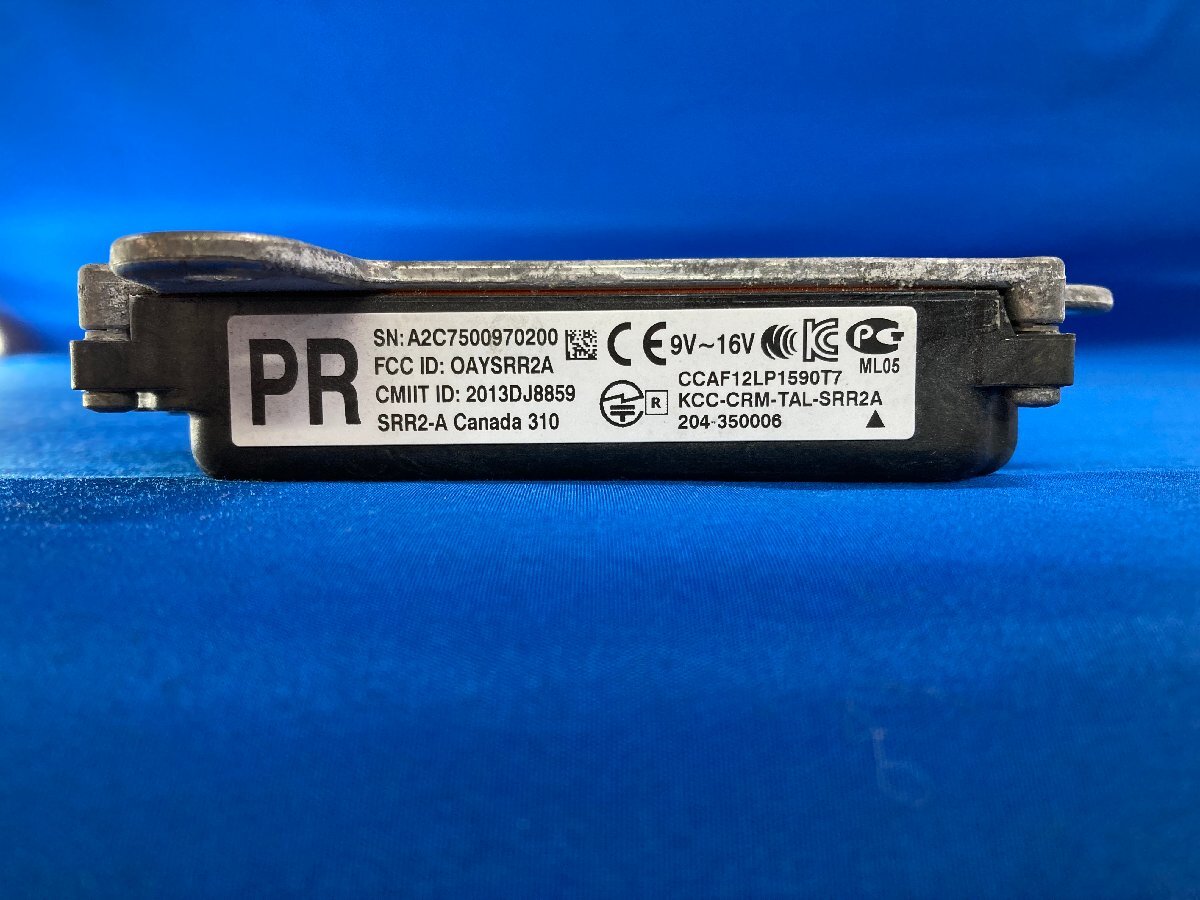 PR
SN: A2C7500970200
FCC ID: OAYSRR2A
CMIIT ID: 2013DJ8859
SRR2-A Canada 310
CE 9V~16V
ML05
CCAF12LP1590T7
R KCC-CRM-TAL-SRR2A
204-350006